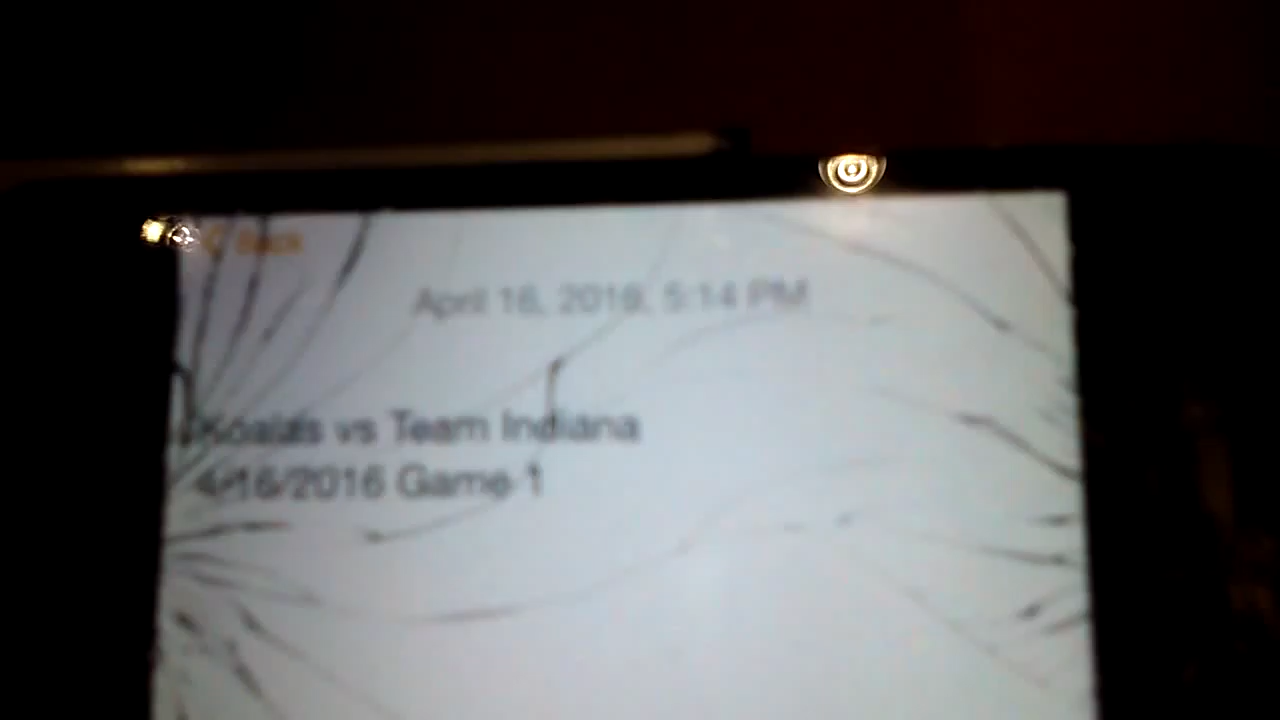 Back
April 16, 2016, 5:14 PM
Koalas vs Team Indiana
4/16/2016 Game 1